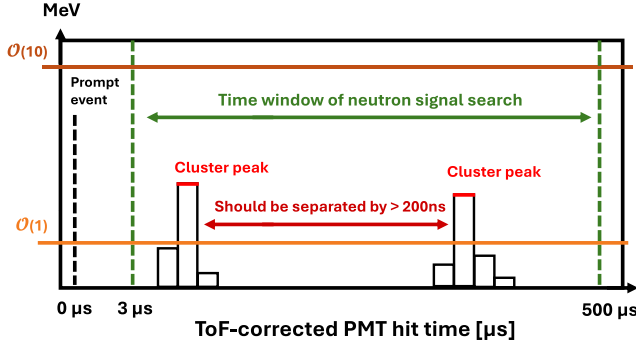 MeV
𝒪(10)
Prompt
event
Time window of neutron signal search
Cluster peak
Cluster peak
Should be separated by > 200ns
𝒪(1)
0 µs
3 µs
500 µs
ToF-corrected PMT hit time [µs]